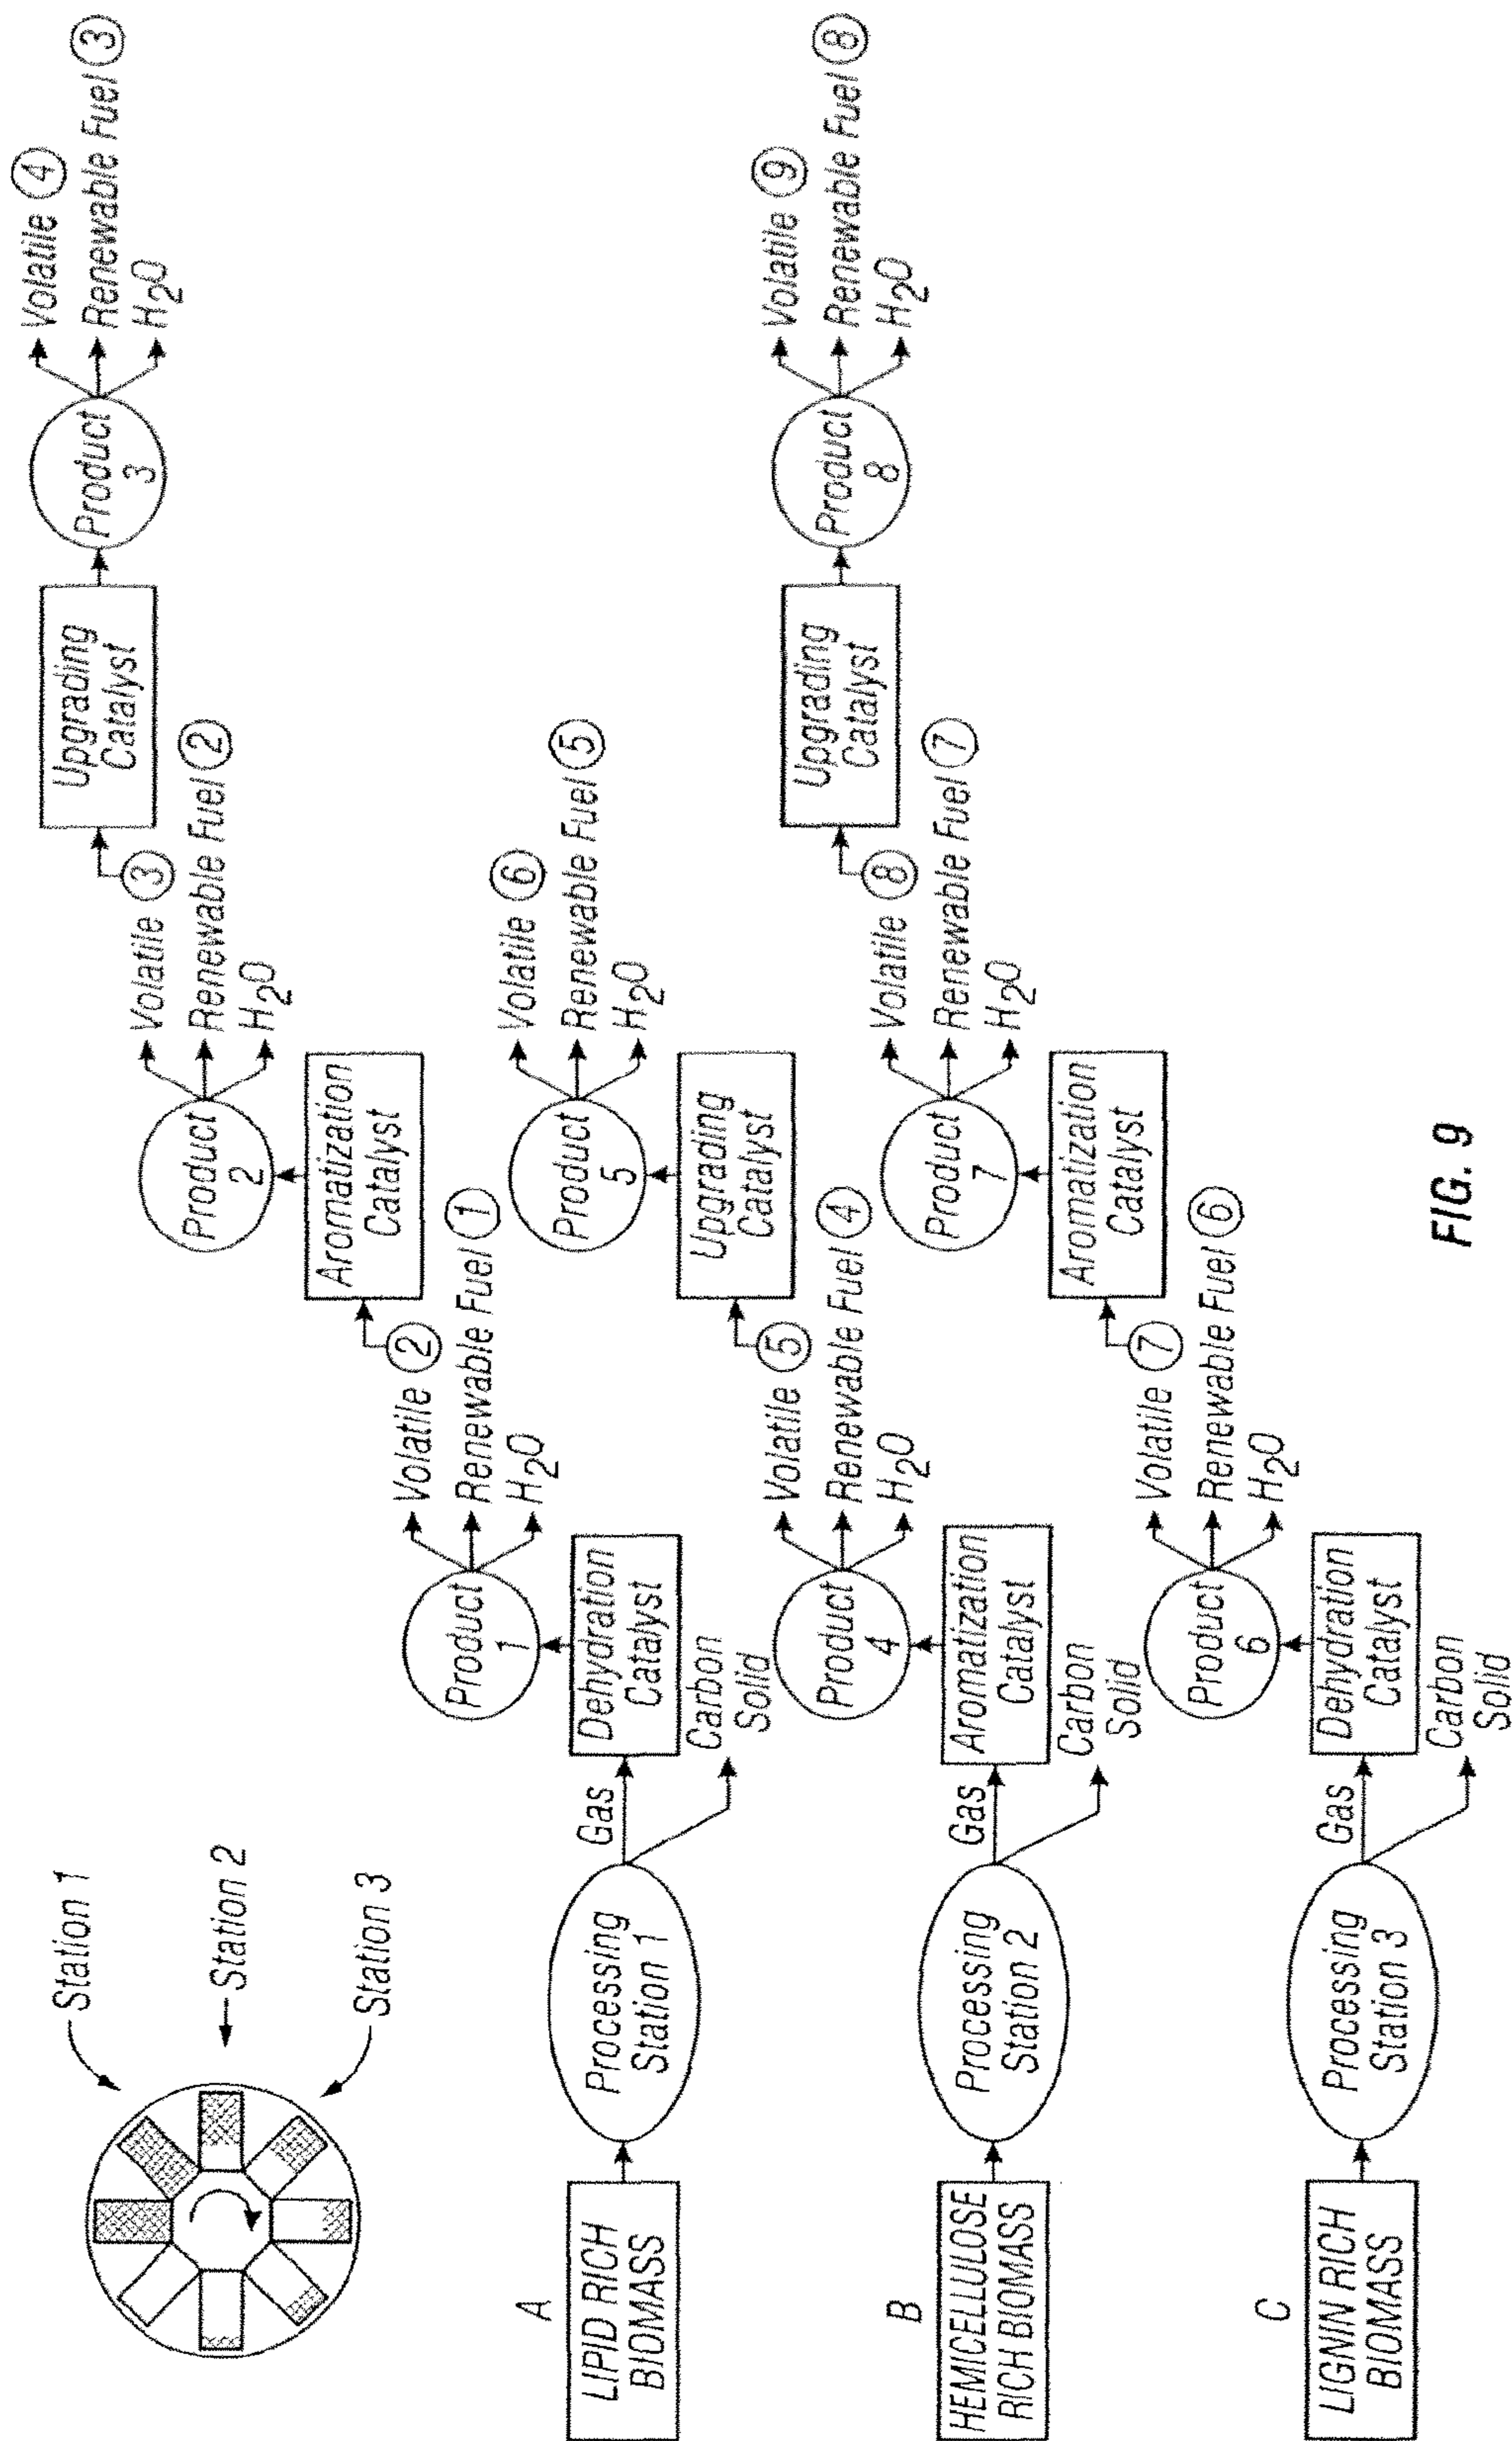 Station 1
Station 2
Station 3
A
LIPID RICH
BIOMASS
Processing
Station 1
Gas
Carbon
Solid
Dehydration
Catalyst
Product
1
Volatile 2
Renewable Fuel 1
H2O
Aromatization
Catalyst
Product
2
Volatile 3
Renewable Fuel 2
H2O
Upgrading
Catalyst
Product
3
Volatile 4
Renewable Fuel 3
H2O
B
HEMICELLULOSE
RICH BIOMASS
Processing
Station 2
Gas
Carbon
Solid
Aromatization
Catalyst
Product
4
Volatile 5
Renewable Fuel 4
H2O
Upgrading
Catalyst
Product
5
Volatile 6
Renewable Fuel 5
H2O
C
LIGNIN RICH
BIOMASS
Processing
Station 3
Gas
Carbon
Solid
Dehydration
Catalyst
Product
6
Volatile 7
Renewable Fuel 6
H2O
Aromatization
Catalyst
Product
7
Volatile 8
Renewable Fuel 7
H2O
Upgrading
Catalyst
Product
8
Volatile 9
Renewable Fuel 8
H2O
FIG. 9